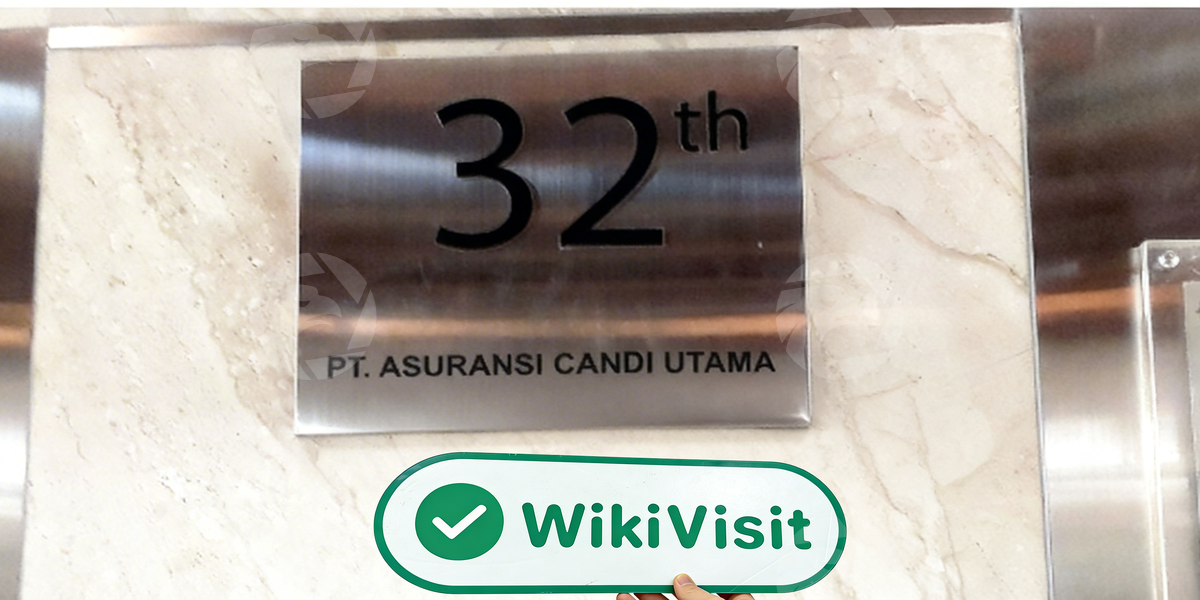 32th
PT. ASURANSI CANDI UTAMA
WikiVisit